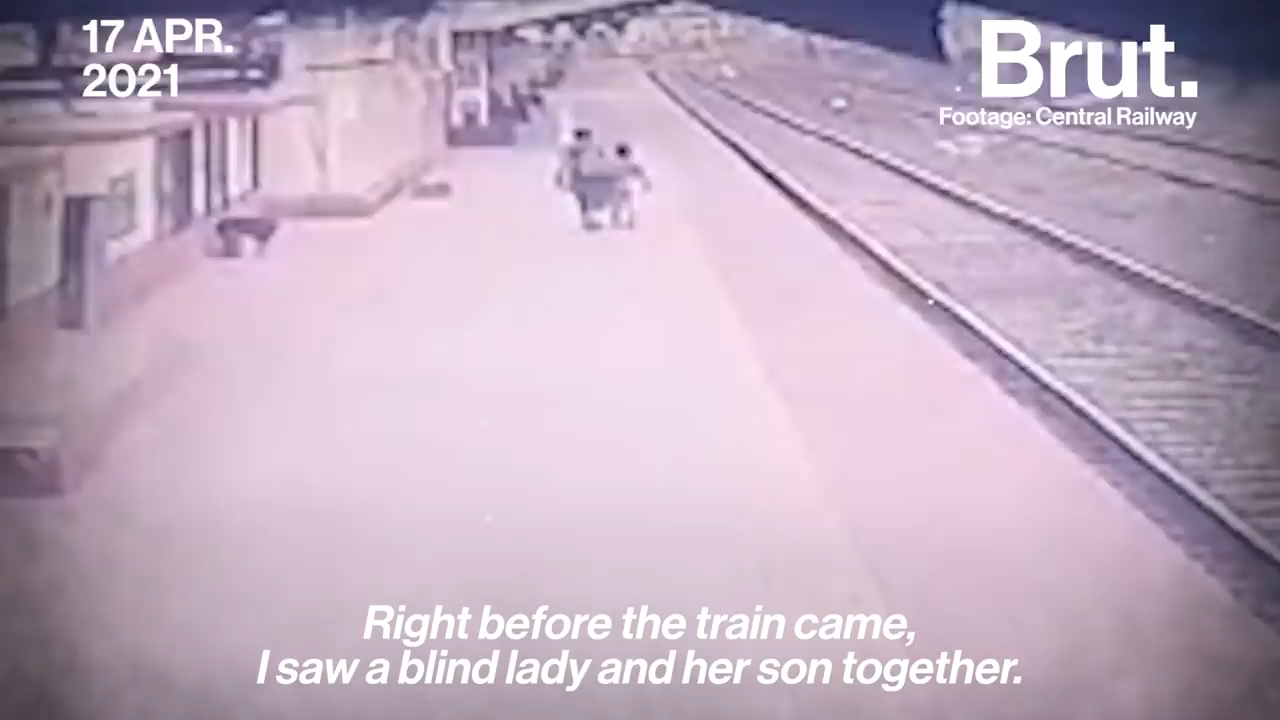 17 APR.
2021
Brut.
Footage: Central Railway
Right before the train came,
I saw a blind lady and her son together.